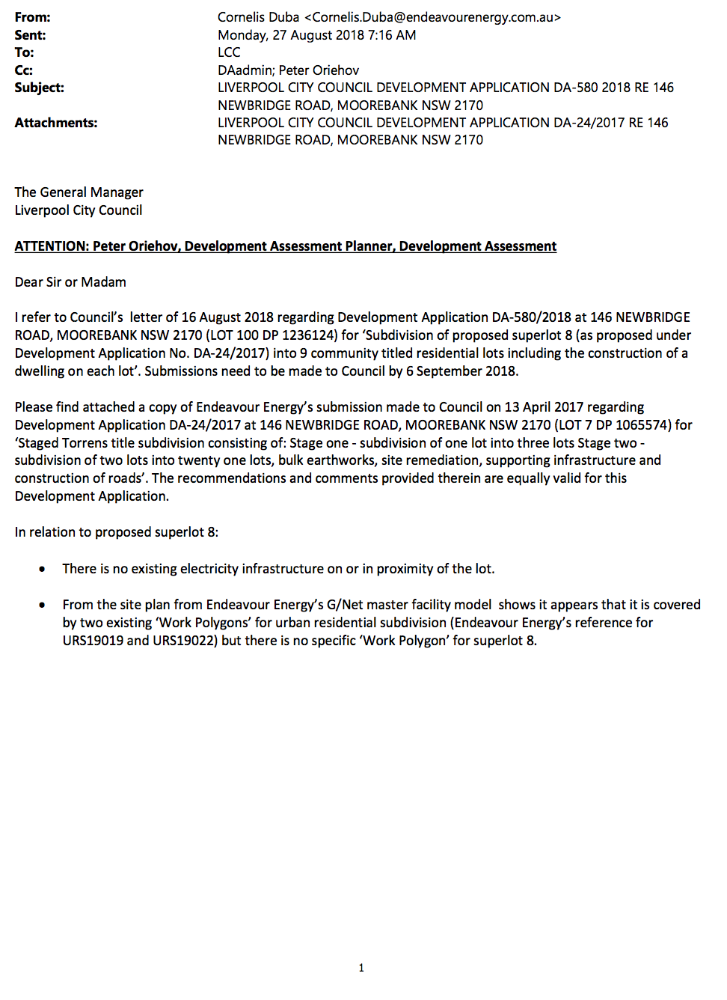 From: Cornelis Duba <Cornelis.Duba@endeavourenergy.com.au>
Sent: Monday, 27 August 2018 7:16 AM
To: LCC
Cc: DAadmin; Peter Oriehov
Subject: LIVERPOOL CITY COUNCIL DEVELOPMENT APPLICATION DA-580 2018 RE 146
NEWBRIDGE ROAD, MOOREBANK NSW 2170
Attachments: LIVERPOOL CITY COUNCIL DEVELOPMENT APPLICATION DA-24/2017 RE 146
NEWBRIDGE ROAD, MOOREBANK NSW 2170
The General Manager
Liverpool City Council
ATTENTION: Peter Oriehov, Development Assessment Planner, Development Assessment
Dear Sir or Madam
I refer to Council’s  letter of 16 August 2018 regarding Development Application DA-580/2018 at 146 NEWBRIDGE
ROAD, MOOREBANK NSW 2170 (LOT 100 DP 1236124) for ‘Subdivision of proposed superlot 8 (as proposed under
Development Application No. DA-24/2017) into 9 community titled residential lots including the construction of a
dwelling on each lot’. Submissions need to be made to Council by 6 September 2018.
Please find attached a copy of Endeavour Energy’s submission made to Council on 13 April 2017 regarding
Development Application DA-24/2017 at 146 NEWBRIDGE ROAD, MOOREBANK NSW 2170 (LOT 7 DP 1065574) for
‘Staged Torrens title subdivision consisting of: Stage one - subdivision of one lot into three lots Stage two -
subdivision of two lots into twenty one lots, bulk earthworks, site remediation, supporting infrastructure and
construction of roads’. The recommendations and comments provided therein are equally valid for this
Development Application.
In relation to proposed superlot 8:
• There is no existing electricity infrastructure on or in proximity of the lot.
• From the site plan from Endeavour Energy’s G/Net master facility model  shows it appears that it is covered
by two existing ‘Work Polygons’ for urban residential subdivision (Endeavour Energy’s reference for
URS19019 and URS19022) but there is no specific ‘Work Polygon’ for superlot 8.
1